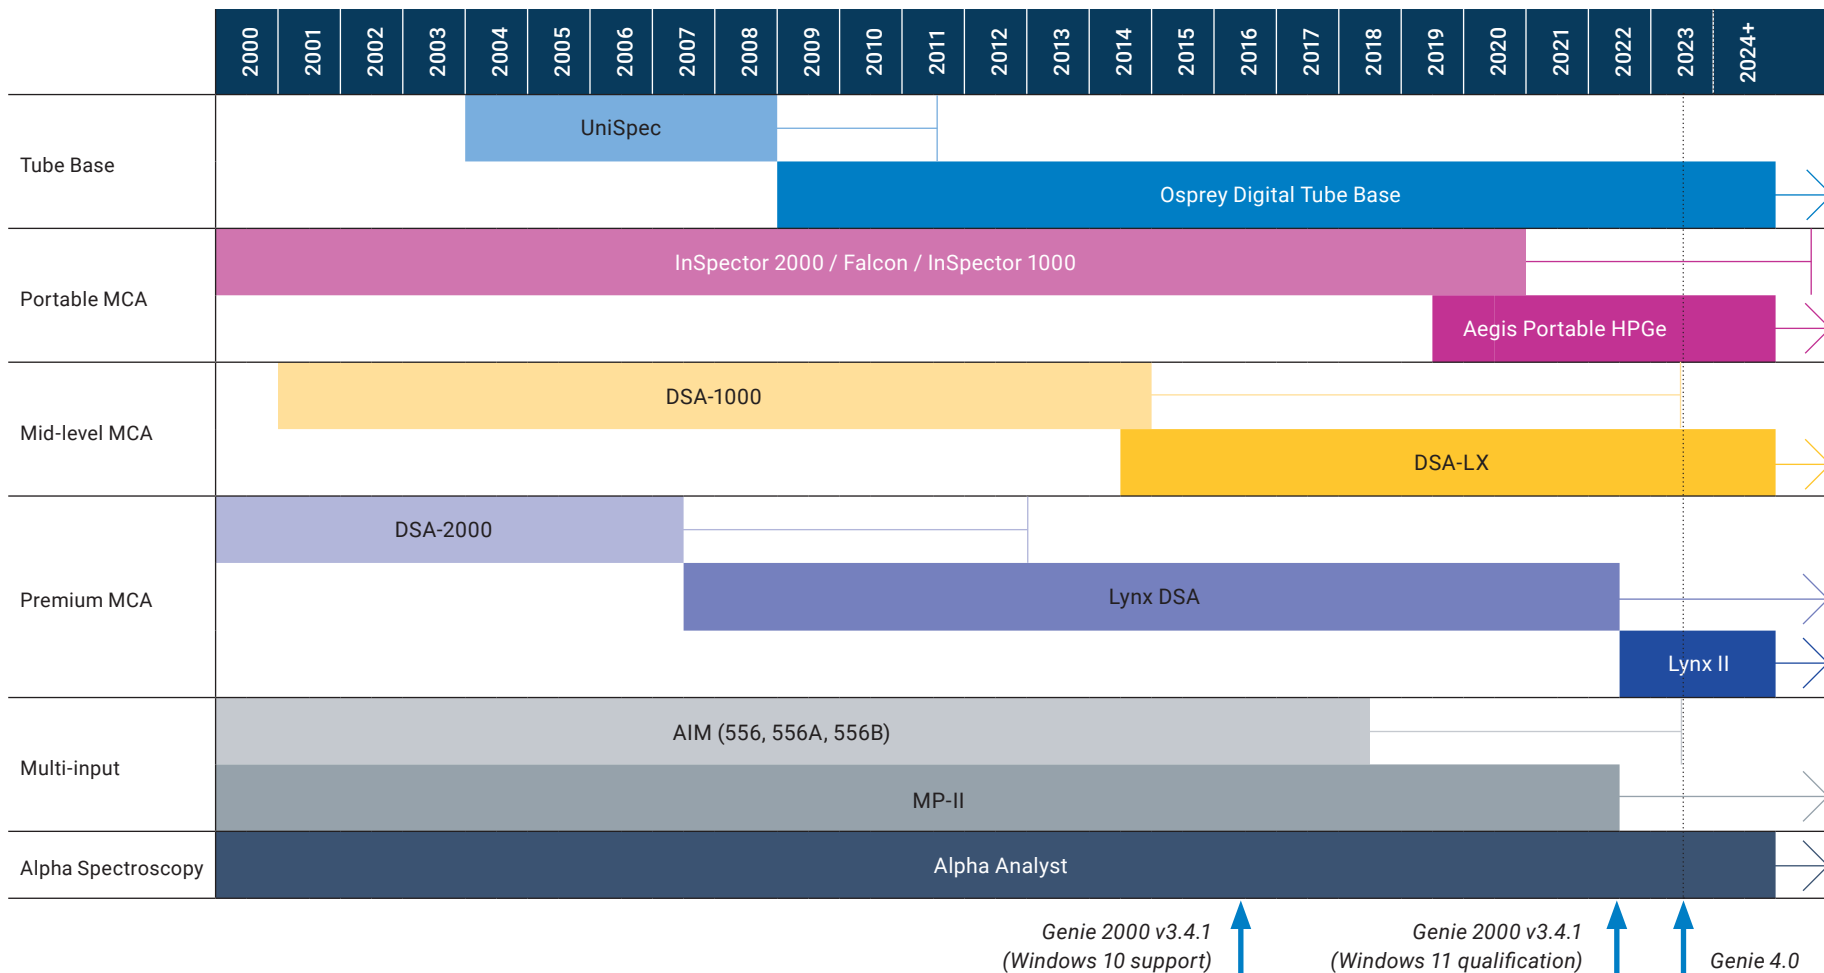 2000 2001 2002 2003 2004 2005 2006 2007 2008 2009 2010 2011 2012 2013 2014 2015 2016 2017 2018 2019 2020 2021 2022 2023 2024+
Tube Base
UniSpec
Osprey Digital Tube Base
Portable MCA
InSpector 2000 / Falcon / InSpector 1000
Aegis Portable HPGe
Mid-level MCA
DSA-1000
DSA-LX
Premium MCA
DSA-2000
Lynx DSA
Lynx II
Multi-input
AIM (556, 556A, 556B)
MP-II
Alpha Spectroscopy
Alpha Analyst
Genie 2000 v3.4.1
(Windows 10 support)
Genie 2000 v3.4.1
(Windows 11 qualification)
Genie 4.0